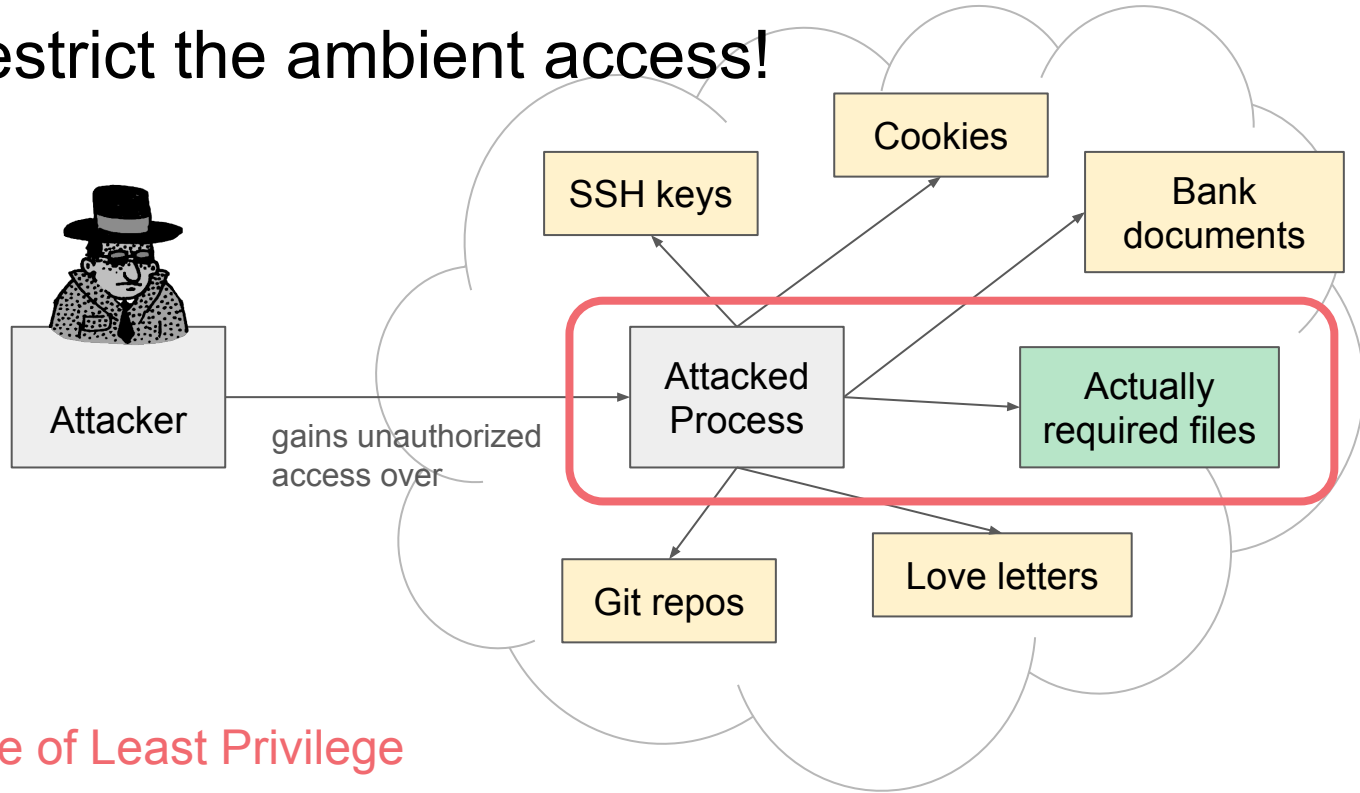 estrict the ambient access!
Cookies
SSH keys
Bank
documents
Attacker
gains unauthorized
access over
Attacked
Process
Actually
required files
Git repos
Love letters
e of Least Privilege